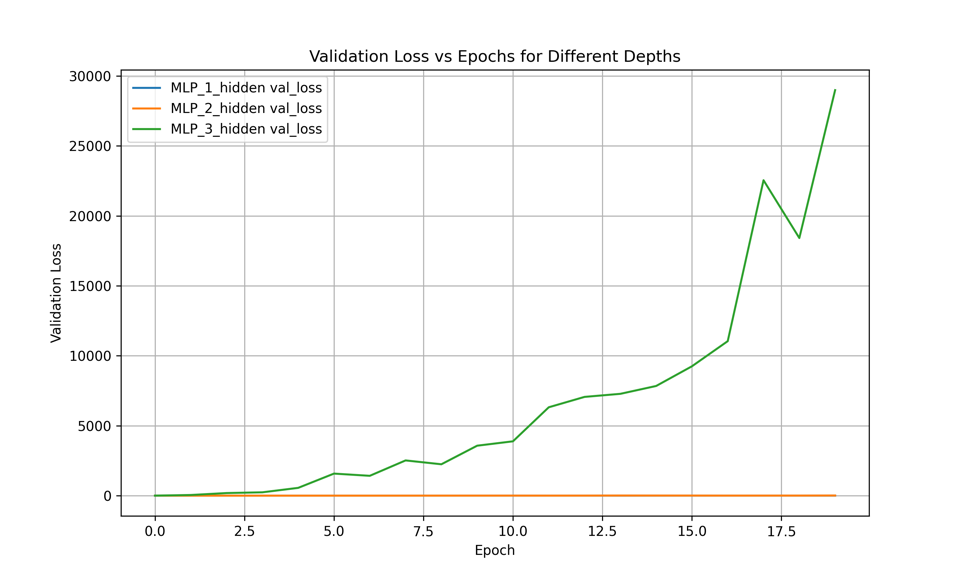 Validation Loss vs Epochs for Different Depths
30000
25000
20000
15000
10000
5000
0
Validation Loss
MLP_1_hidden val_loss
MLP_2_hidden val_loss
MLP_3_hidden val_loss
0.0 2.5 5.0 7.5 10.0 12.5 15.0 17.5
Epoch